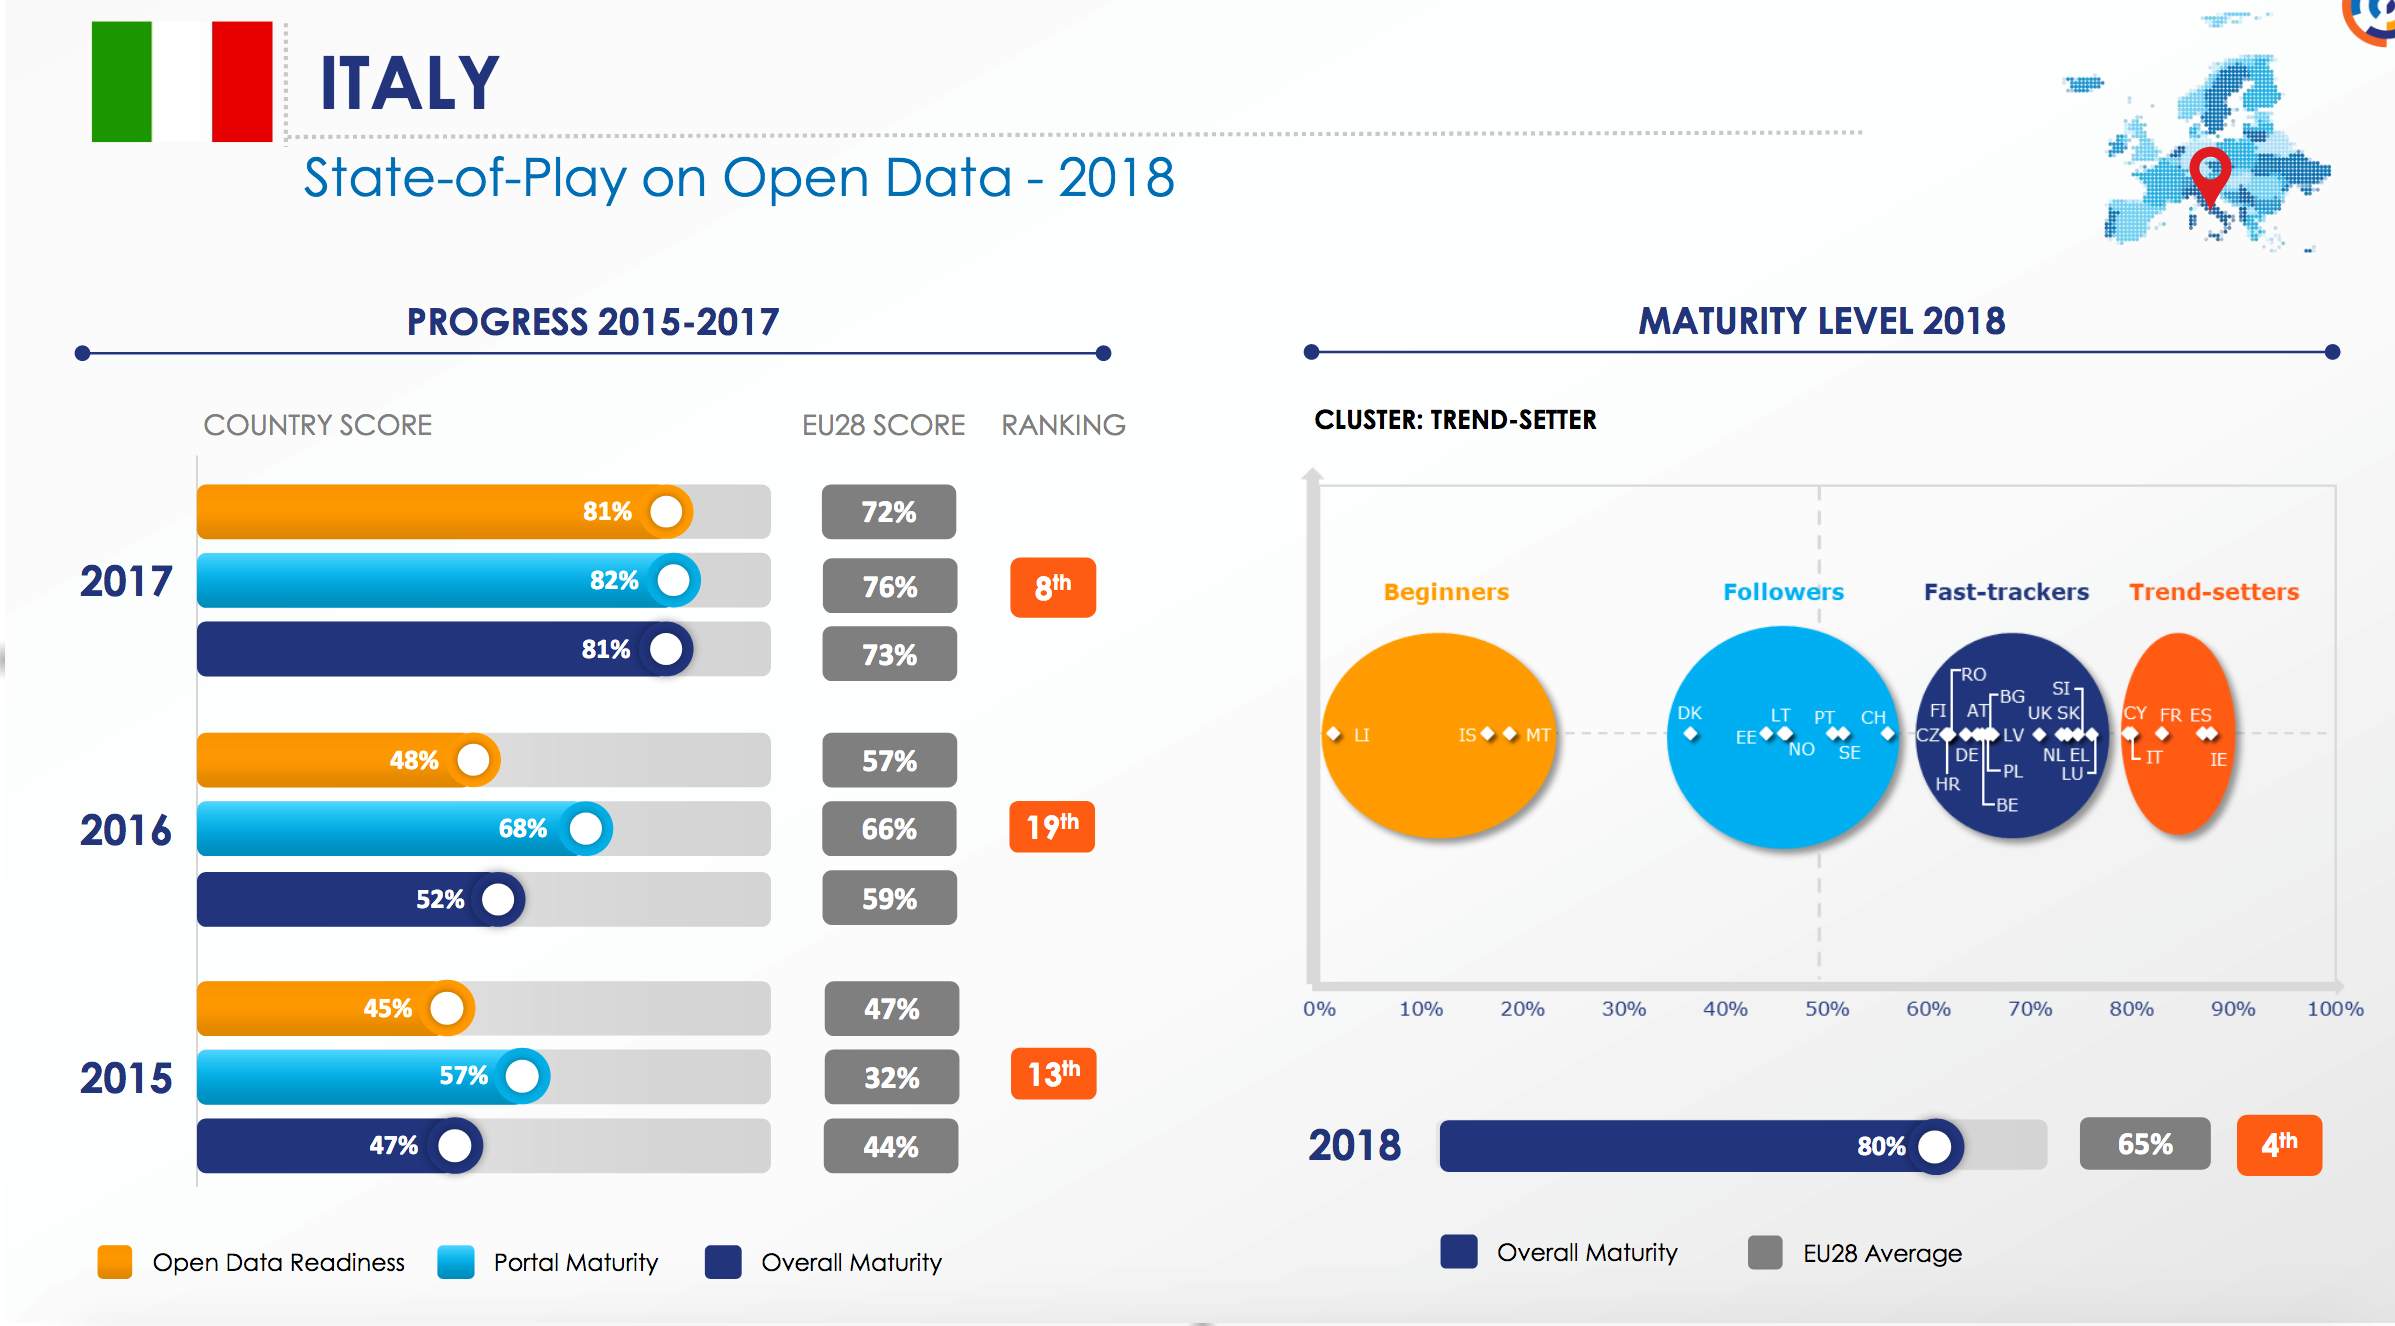 ITALY
State-of-Play on Open Data - 2018
PROGRESS 2015-2017
COUNTRY SCORE EU28 SCORE RANKING
81% 72%
2017 82% 76% 8th
81% 73%
48% 57%
2016 68% 66% 19th
52% 59%
45% 47%
2015 57% 32% 13th
47% 44%
Open Data Readiness Portal Maturity Overall Maturity
MATURITY LEVEL 2018
CLUSTER: TREND-SETTER
Beginners Followers Fast-trackers Trend-setters
RO
SI
BG
FI AT UK SK
DK LT PT CH CY FR ES
LI IS MT EE CZ LV
NO SE DE NL EL IT IE
PL LU
HR
BE
0% 10% 20% 30% 40% 50% 60% 70% 80% 90% 100%
2018 80% 65% 4th
Overall Maturity EU28 Average